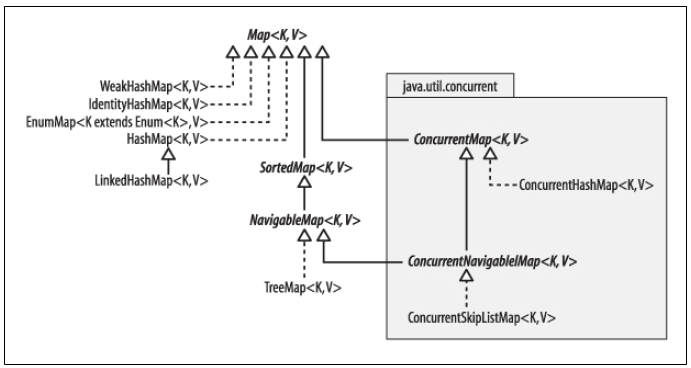 Map<K,V>
WeakHashMap<K,V>
IdentityHashMap<K,V>
EnumMap<K extends Enum<K>,V>
HashMap<K,V>
LinkedHashMap<K,V>
SortedMap<K,V>
NavigableMap<K,V>
TreeMap<K,V>
java.util.concurrent
ConcurrentMap<K,V>
ConcurrentHashMap<K,V>
ConcurrentNavigablelMap<K,V>
ConcurrentSkipListMap<K,V>